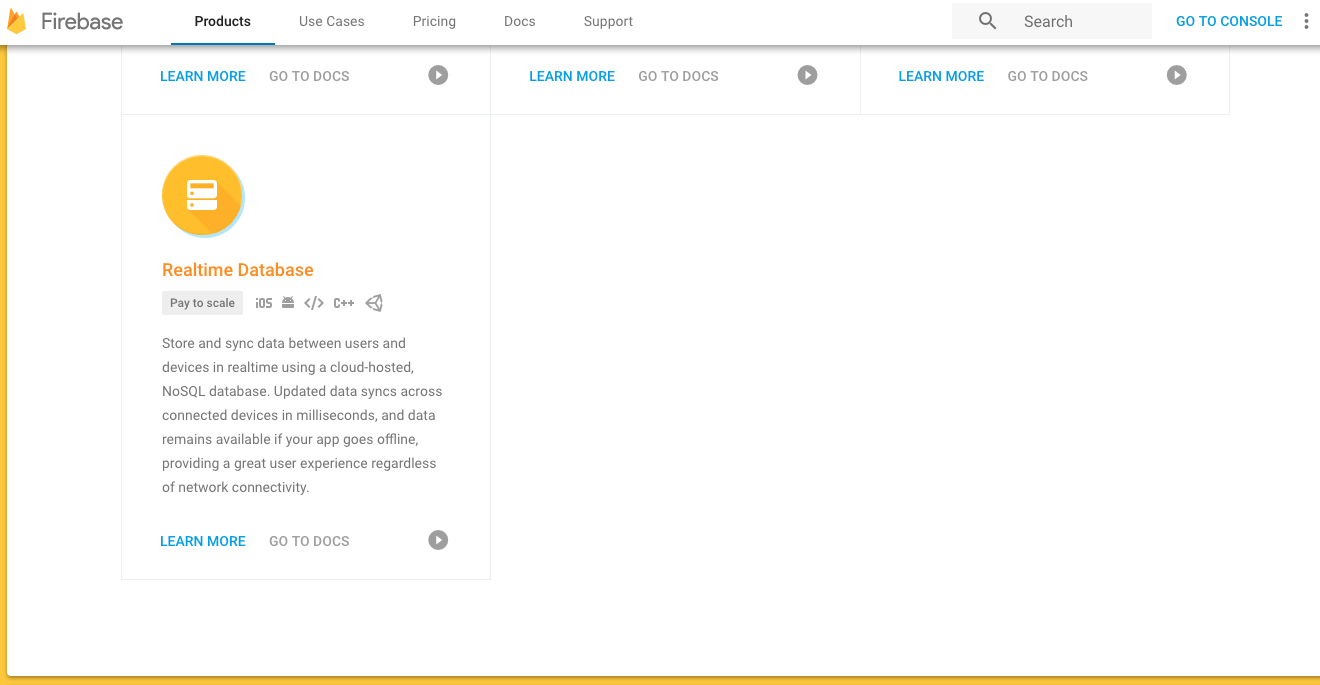 Firebase Products Use Cases Pricing Docs Support Search GO TO CONSOLE
LEARN MORE GO TO DOCS LEARN MORE GO TO DOCS LEARN MORE GO TO DOCS
Realtime Database
Pay to scale iOS </> C++
Store and sync data between users and
devices in realtime using a cloud-hosted,
NoSQL database. Updated data syncs across
connected devices in milliseconds, and data
remains available if your app goes offline,
providing a great user experience regardless
of network connectivity.
LEARN MORE GO TO DOCS